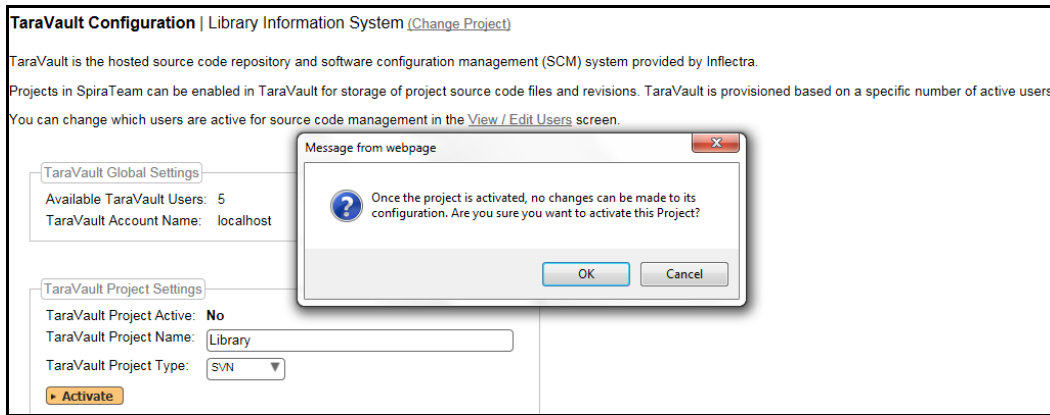 TaraVault Configuration | Library Information System (Change Project)
TaraVault is the hosted source code repository and software configuration management (SCM) system provided by Inflectra.
Projects in SpiraTeam can be enabled in TaraVault for storage of project source code files and revisions. TaraVault is provisioned based on a specific number of active users
You can change which users are active for source code management in the View / Edit Users screen.
Message from webpage
Once the project is activated, no changes can be made to its
configuration. Are you sure you want to activate this Project?
OK Cancel
TaraVault Global Settings
Available TaraVault Users: 5
TaraVault Account Name: localhost
TaraVault Project Settings
TaraVault Project Active: No
TaraVault Project Name: Library
TaraVault Project Type: SVN
Activate